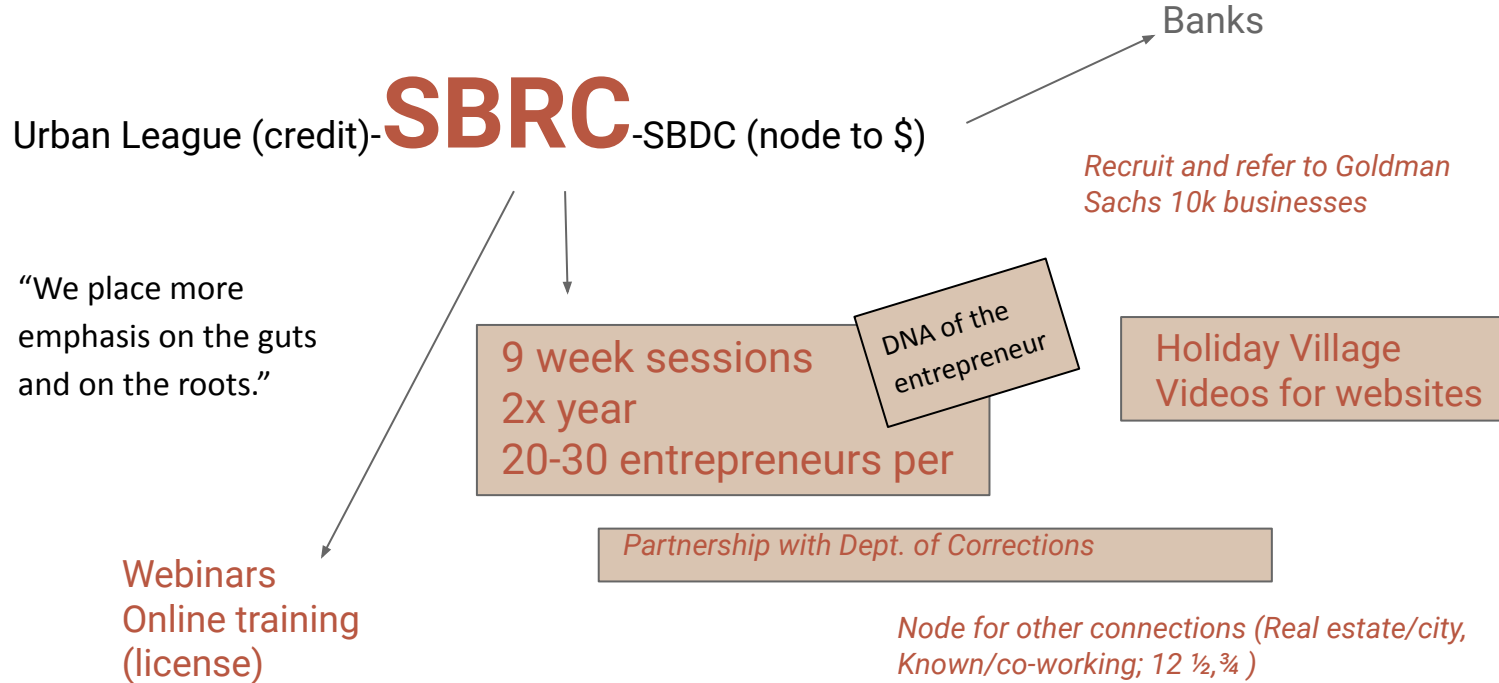 Banks
Urban League (credit)-SBRC-SBDC (node to $)
Recruit and refer to Goldman
Sachs 10k businesses
“We place more
emphasis on the guts
and on the roots.”
9 week sessions
2x year
20-30 entrepreneurs per
DNA of the
entrepreneur
Holiday Village
Videos for websites
Partnership with Dept. of Corrections
Webinars
Online training
(license)
Node for other connections (Real estate/city,
Known/co-working; 12 ½,¾ )